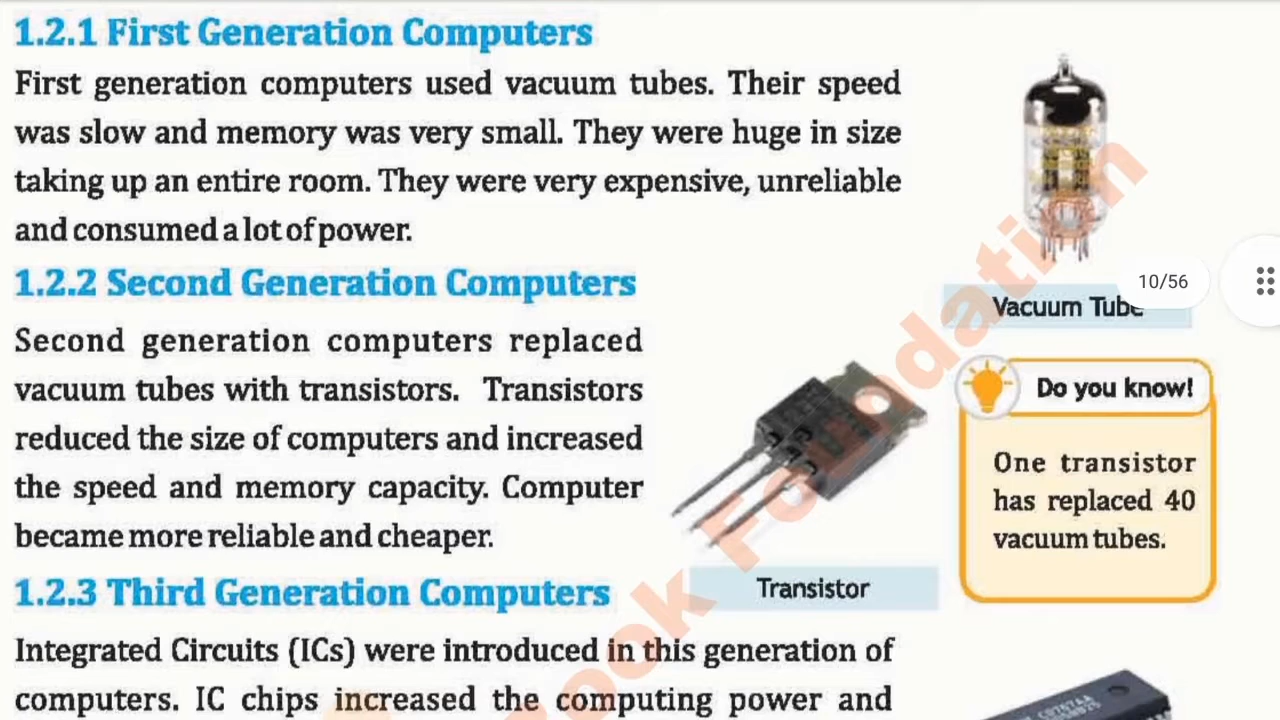 1.2.1 First Generation Computers
First generation computers used vacuum tubes. Their speed
was slow and memory was very small. They were huge in size
taking up an entire room. They were very expensive, unreliable
and consumed a lot of power.
Vacuum Tube
10/56
1.2.2 Second Generation Computers
Second generation computers replaced
vacuum tubes with transistors. Transistors
reduced the size of computers and increased
the speed and memory capacity. Computer
became more reliable and cheaper.
Transistor
Do you know!
One transistor
has replaced 40
vacuum tubes.
1.2.3 Third Generation Computers
Integrated Circuits (ICs) were introduced in this generation of
computers. IC chips increased the computing power and